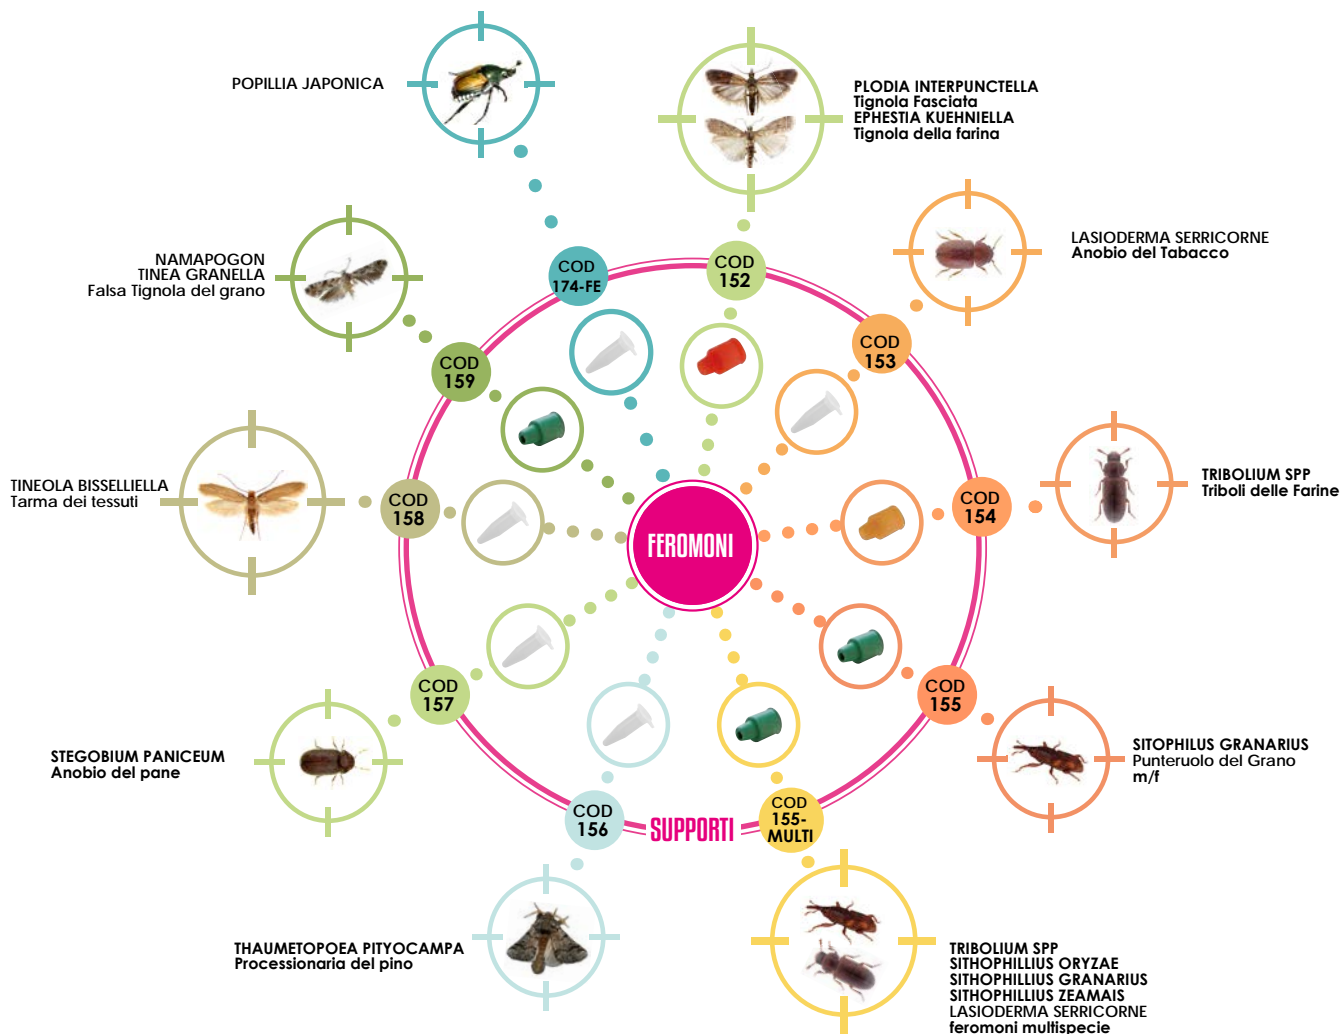 POPILLIA JAPONICA
PLODIA INTERPUNCTELLA
Tignola Fasciata
EPHESTIA KUEHNIELLA
Tignola della farina
NAMAPOGON
TINEA GRANELLA
Falsa Tignola del grano
LASIODERMA SERRICORNE
Anobio del Tabacco
COD
174-FE
COD
152
COD
153
COD
159
TINEOLA BISSELLIELLA
Tarma dei tessuti
COD
158
COD
154
TRIBOLIUM SPP
Triboli delle Farine
FEROMONI
COD
157
COD
155
STEGOBIUM PANICEUM
Anobio del pane
SITOPHILUS GRANARIUS
Punteruolo del Grano
m/f
COD
156
SUPPORTI
COD
155-
MULTI
THAUMETOPOEA PITYOCAMPA
Processionaria del pino
TRIBOLIUM SPP
SITHOPHILLIUS ORYZAE
SITHOPHILLIUS GRANARIUS
SITHOPHILLIUS ZEAMAIS
LASIODERMA SERRICORNE
feromoni multispecie